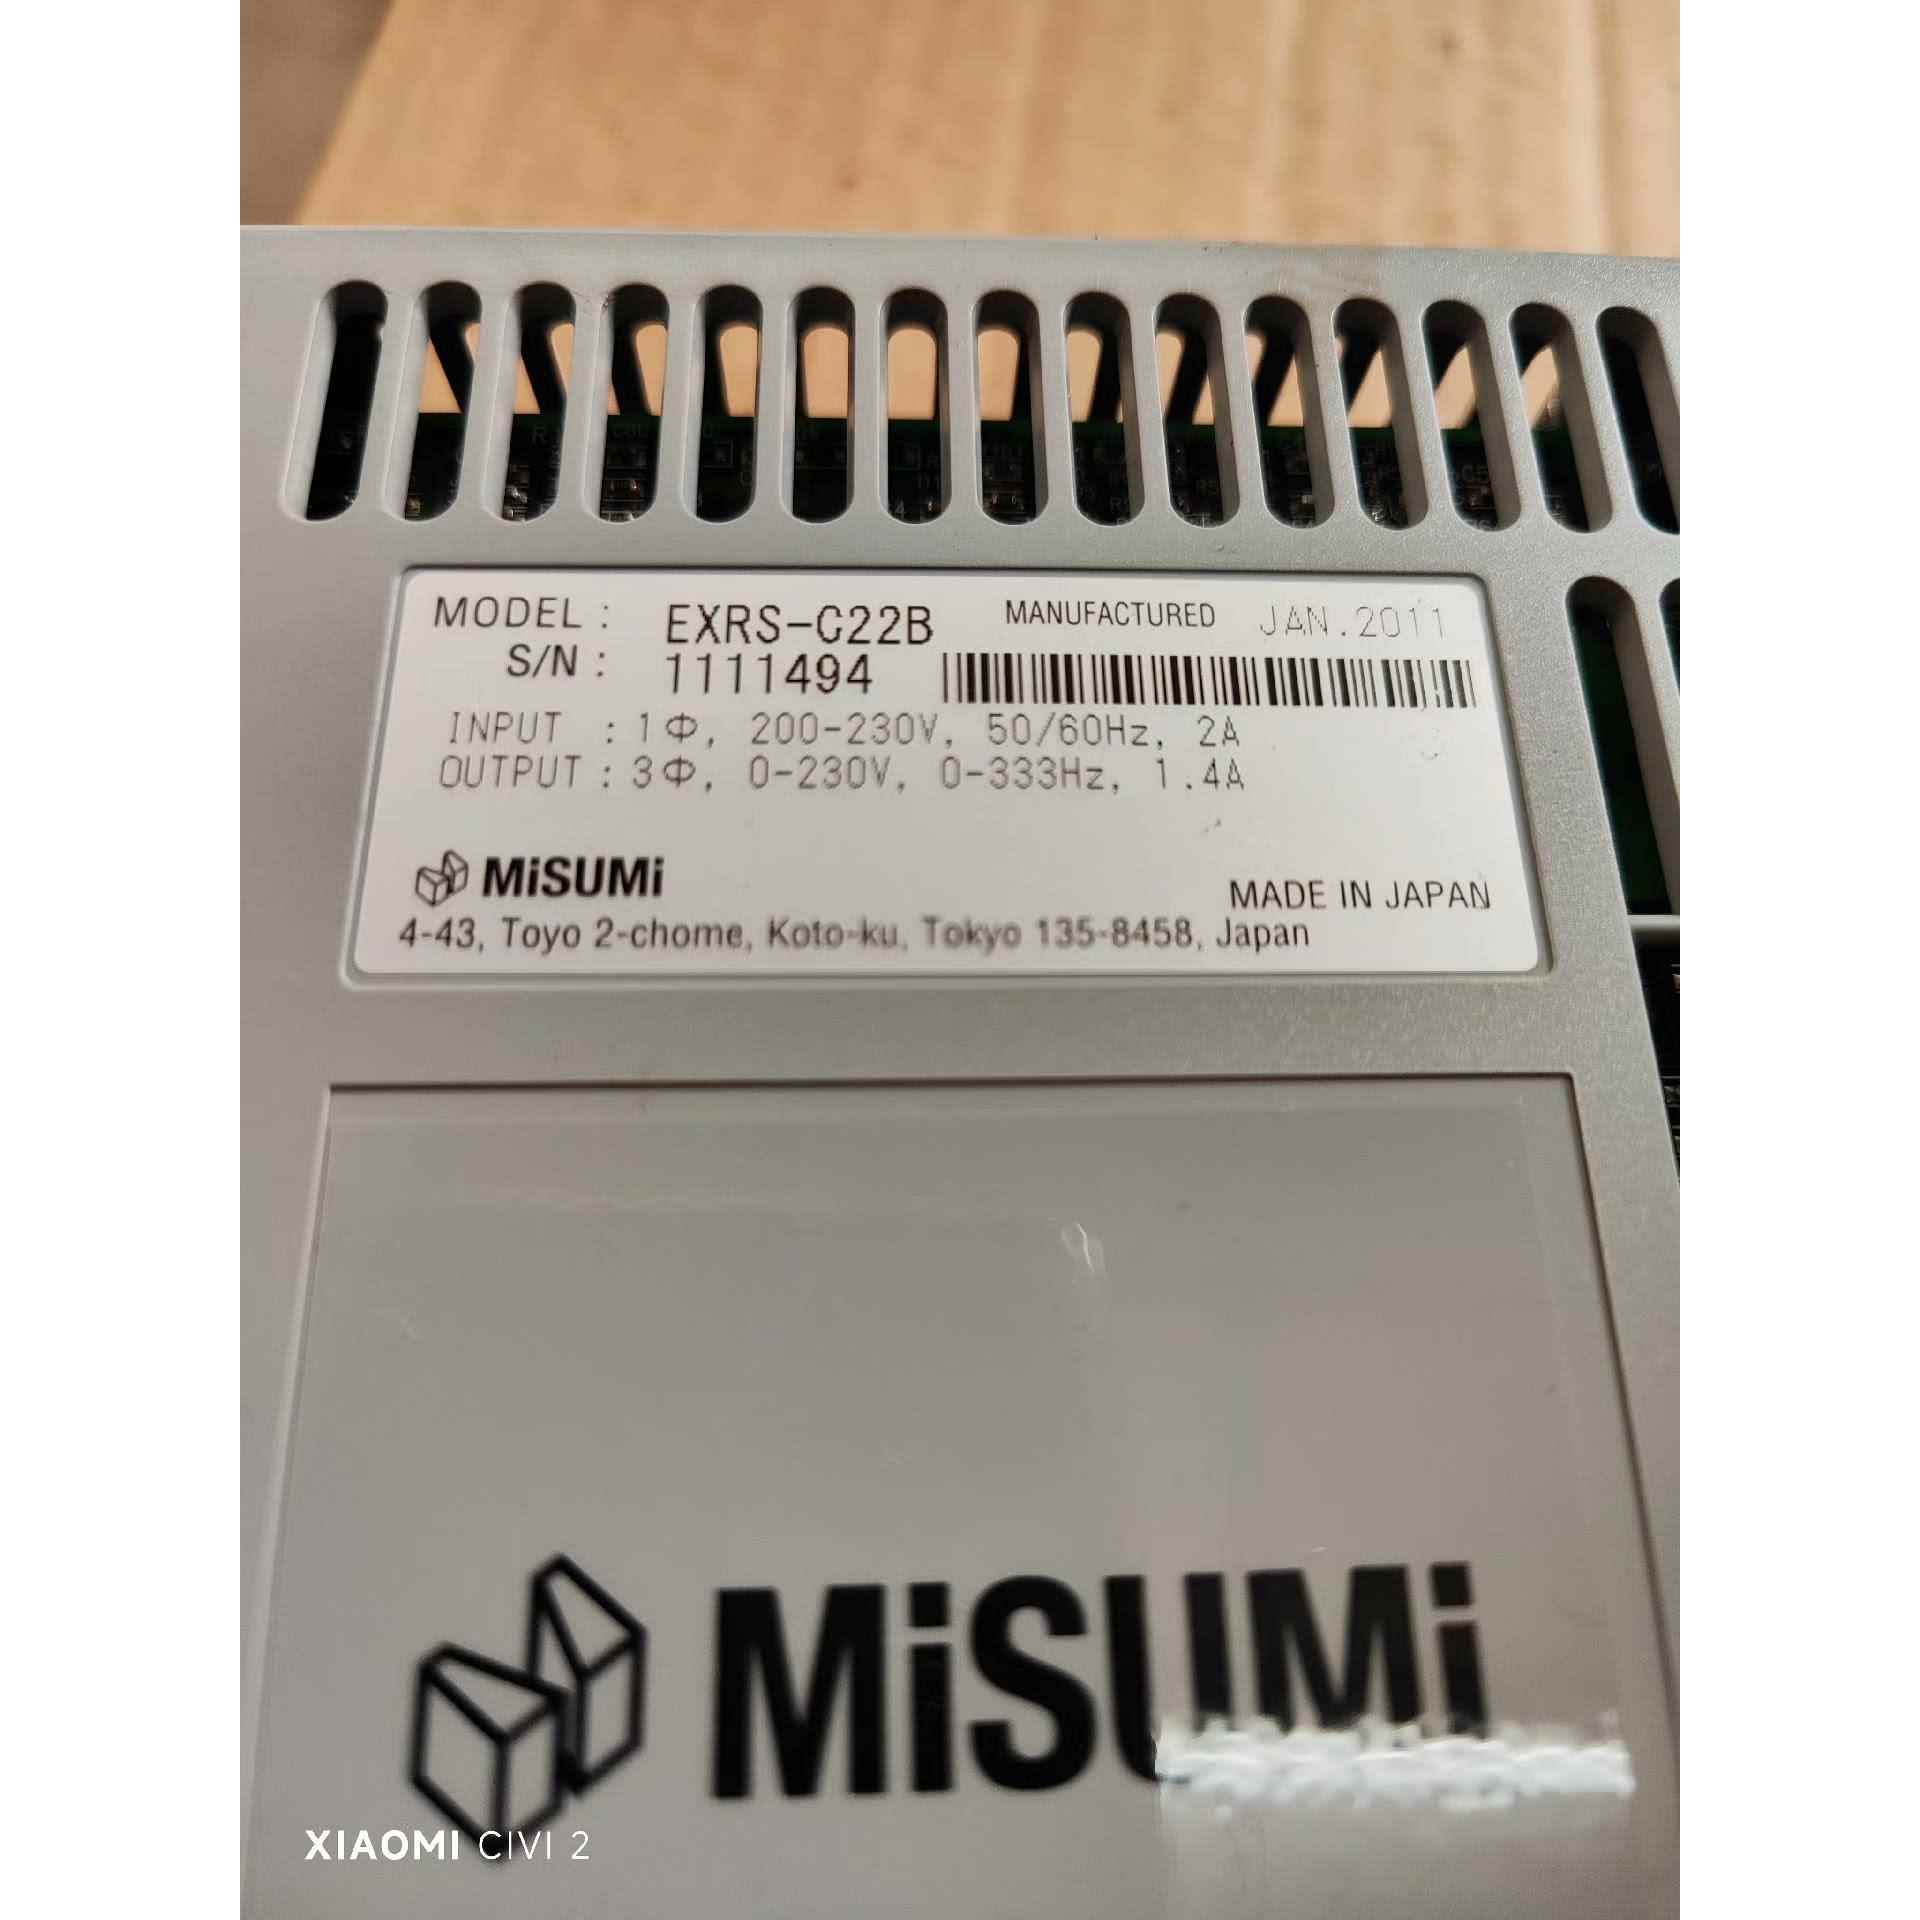 MODEL : EXRS-C22B MANUFACTURED JAN.2011
S/N : 1111494
INPUT : 1Φ, 200-230V, 50/60Hz, 2A
OUTPUT : 3Φ, 0-230V, 0-333Hz, 1.4A
MiSUMi
MADE IN JAPAN
4-43, Toyo 2-chome, Koto-ku, Tokyo 135-8458, Japan
MiSUMi
XIAOMI CIVI 2